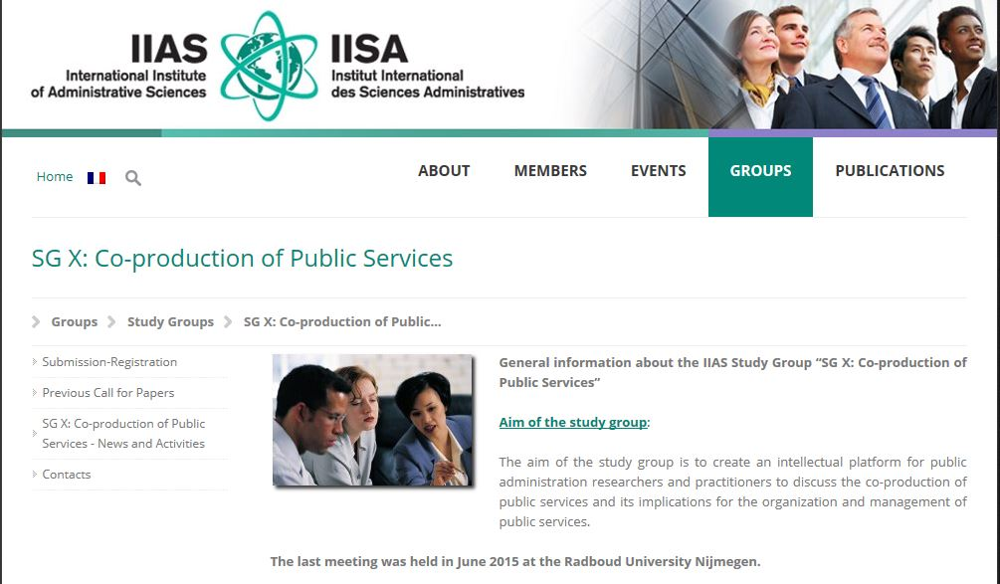 IIAS
International Institute
of Administrative Sciences
IISA
Institut International
des Sciences Administratives
Home
ABOUT MEMBERS EVENTS GROUPS PUBLICATIONS
SG X: Co-production of Public Services
Groups Study Groups SG X: Co-production of Public...
Submission-Registration
Previous Call for Papers
SG X: Co-production of Public
Services - News and Activities
Contacts
General information about the IIAS Study Group “SG X: Co-production of
Public Services”
Aim of the study group:
The aim of the study group is to create an intellectual platform for public
administration researchers and practitioners to discuss the co-production of
public services and its implications for the organization and management of
public services.
The last meeting was held in June 2015 at the Radboud University Nijmegen.